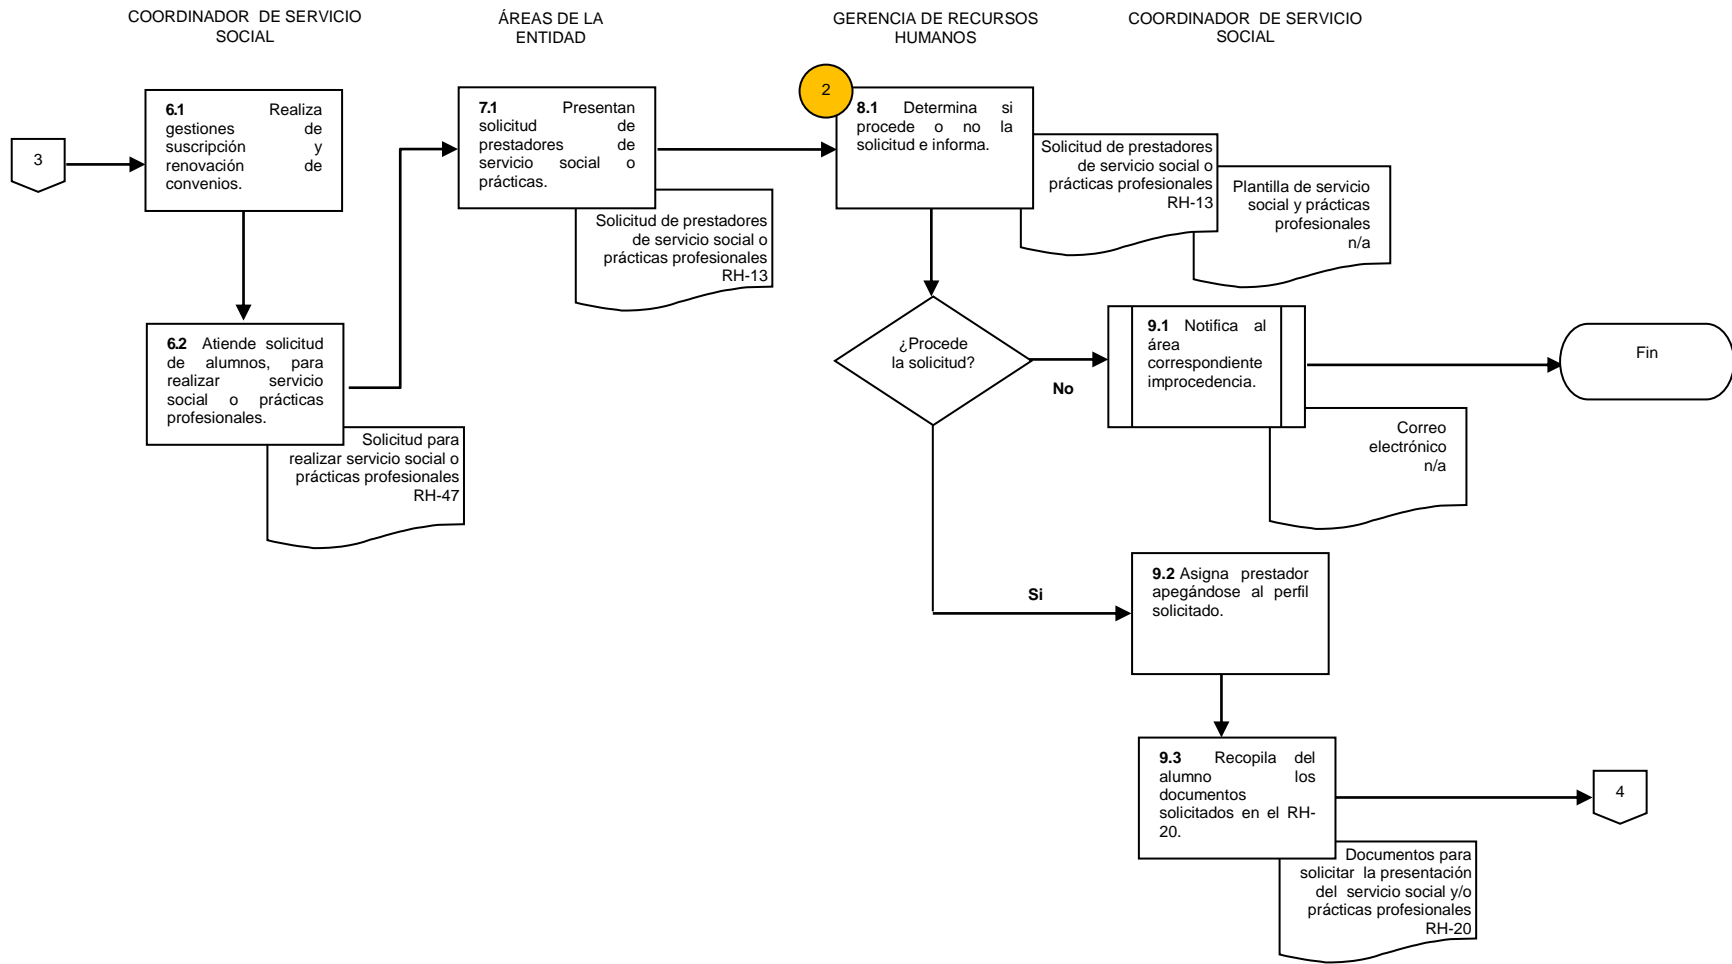 COORDINADOR DE SERVICIO
SOCIAL
ÁREAS DE LA
ENTIDAD
GERENCIA DE RECURSOS
HUMANOS
COORDINADOR DE SERVICIO
SOCIAL
3
6.1 Realiza
gestiones de
suscripción y
renovación de
convenios.
6.2 Atiende solicitud
de alumnos, para
realizar servicio
social o prácticas
profesionales.
Solicitud para
realizar servicio social o
prácticas profesionales
RH-47
7.1 Presentan
solicitud de
prestadores de
servicio social o
prácticas.
Solicitud de prestadores
de servicio social o
prácticas profesionales
RH-13
2
8.1 Determina si
procede o no la
solicitud e informa.
Solicitud de prestadores
de servicio social o
prácticas profesionales
RH-13
Plantilla de servicio
social y prácticas
profesionales
n/a
¿Procede
la solicitud?
No
9.1 Notifica al
área
correspondiente
improcedencia.
Correo
electrónico
n/a
Fin
Si
9.2 Asigna prestador
apegándose al perfil
solicitado.
9.3 Recopila del
alumno los
documentos
solicitados en el RH-
20.
Documentos para
solicitar la presentación
del servicio social y/o
prácticas profesionales
RH-20
4